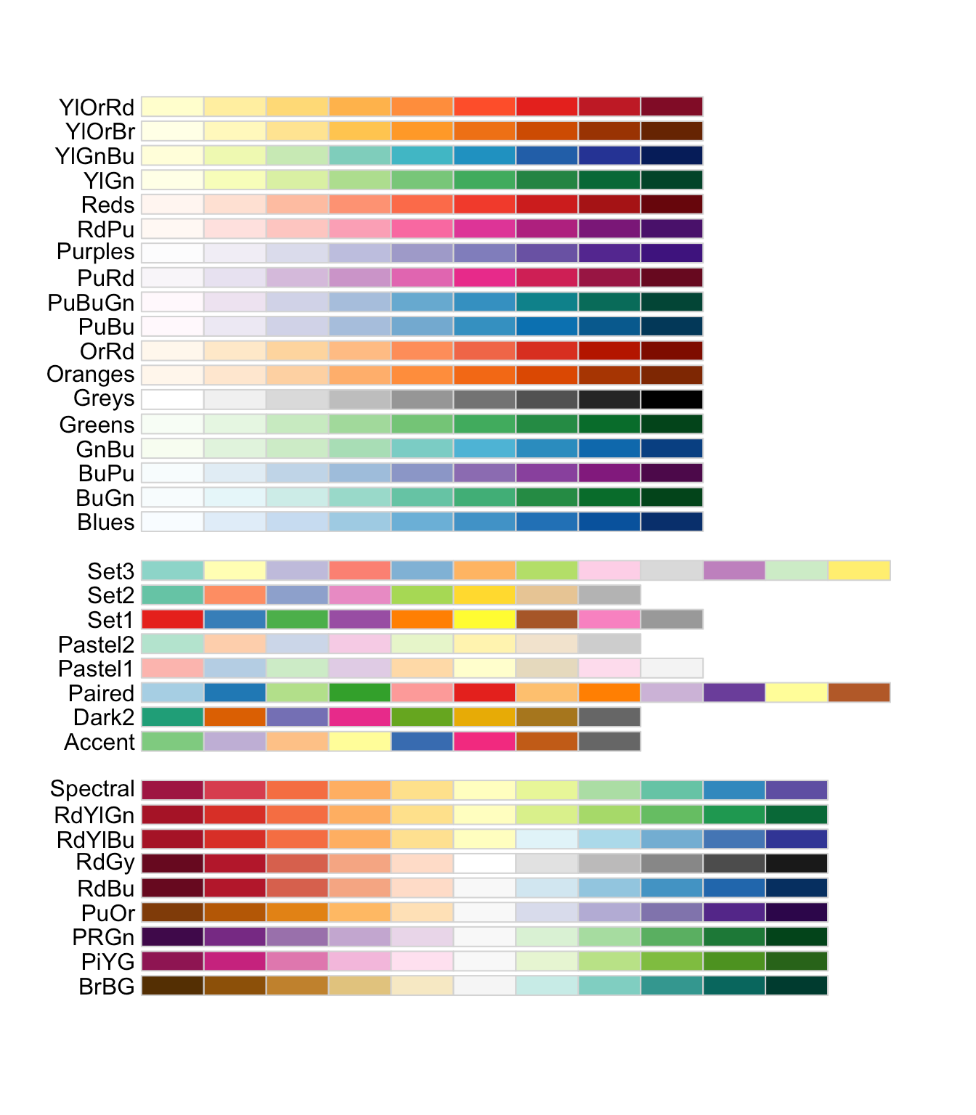 YlOrRd
YlOrBr
YlGnBu
YlGn
Reds
RdPu
Purples
PuRd
PuBuGn
PuBu
OrRd
Oranges
Greys
Greens
GnBu
BuPu
BuGn
Blues
Set3
Set2
Set1
Pastel2
Pastel1
Paired
Dark2
Accent
Spectral
RdYlGn
RdYlBu
RdGy
RdBu
PuOr
PRGn
PiYG
BrBG